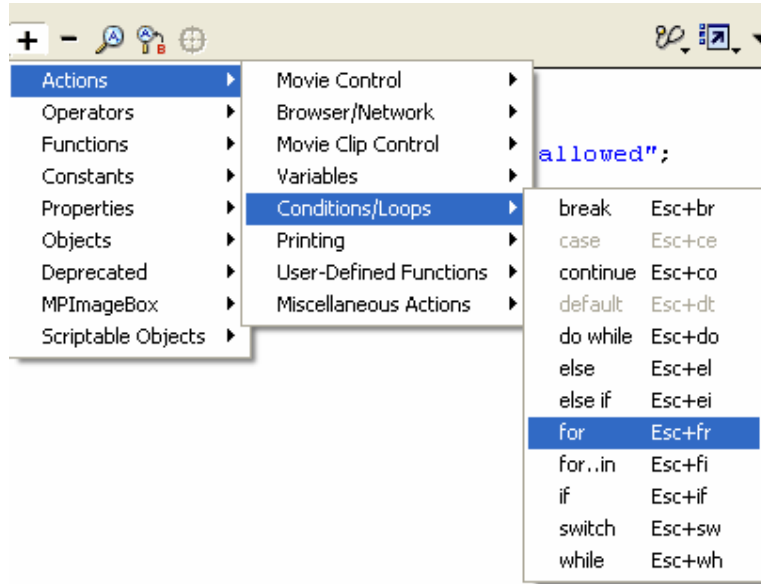 Actions
Operators
Functions
Constants
Properties
Objects
Deprecated
MPImageBox
Scriptable Objects
Movie Control
Browser/Network
Movie Clip Control
Variables
Conditions/Loops
Printing
User-Defined Functions
Miscellaneous Actions
allowed";
break Esc+br
case Esc+ce
continue Esc+co
default Esc+dt
do while Esc+do
else Esc+el
else if Esc+ei
for Esc+fr
for..in Esc+fi
if Esc+if
switch Esc+sw
while Esc+wh